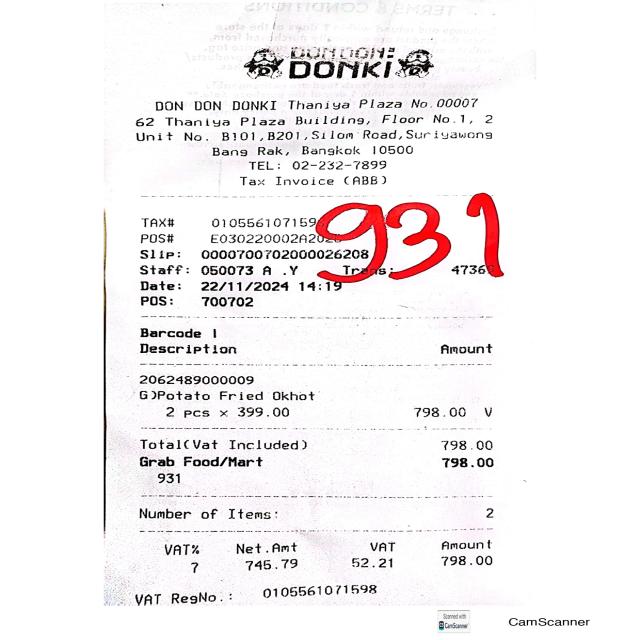 DON DON DONKI
DON DON DONKI Thaniya Plaza No.00007
62 Thaniya Plaza Building, Floor No.1, 2
Unit No. B101,B201,Silom Road,Suriyawong
Bang Rak, Bangkok 10500
TEL: 02-232-7899
Tax Invoice (ABB)
931
TAX# 010556107159
POS# E030220002A202
Slip: 0000700702000026208
Staff: 050073 A .Y Trans: 4736
Date: 22/11/2024 14:19
POS: 700702
Barcode |
Description Amount
2062489000009
G)Potato Fried Okhot
2 pcs x 399.00 798.00 V
Total(Vat Included) 798.00
Grab Food/Mart 798.00
931
Number of Items: 2
VAT% Net.Amt VAT Amount
7 745.79 52.21 798.00
VAT RegNo.: 0105561071598
Scanned with
CamScanner
CamScanner